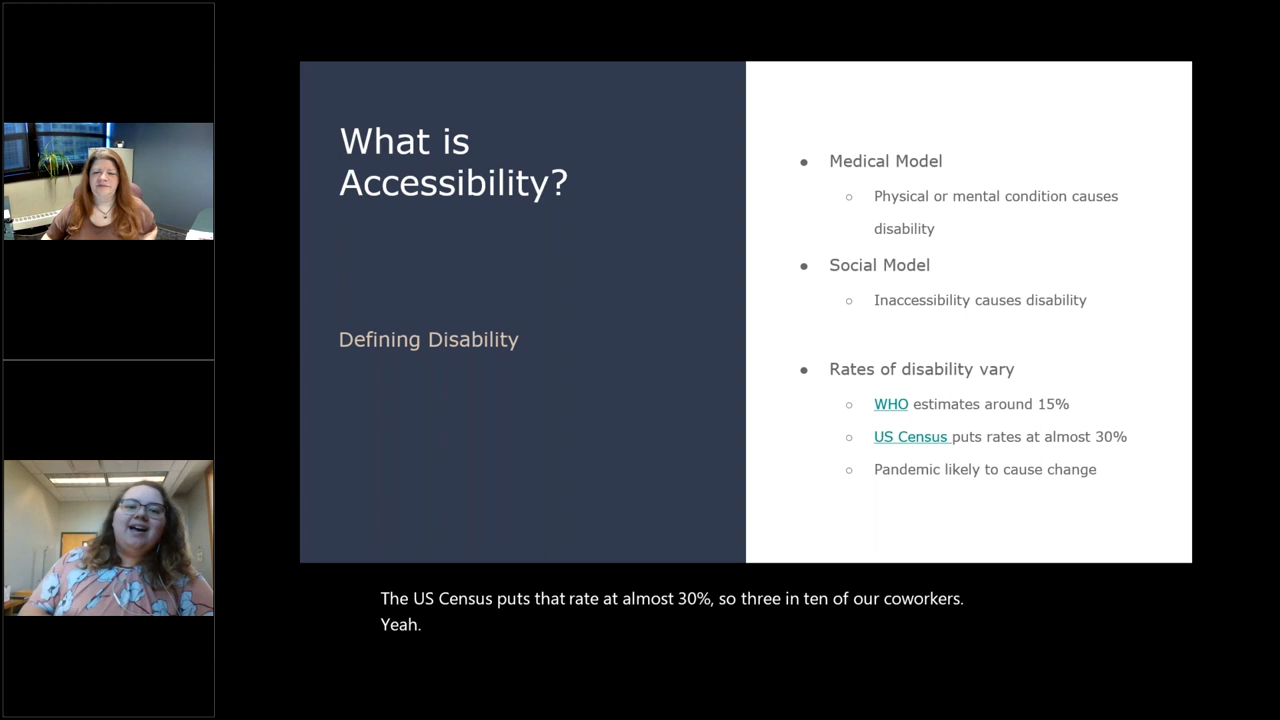 What is
Accessibility?
Defining Disability
● Medical Model
○ Physical or mental condition causes
disability
● Social Model
○ Inaccessibility causes disability
● Rates of disability vary
○ WHO estimates around 15%
○ US Census puts rates at almost 30%
○ Pandemic likely to cause change
The US Census puts that rate at almost 30%, so three in ten of our coworkers.
Yeah.